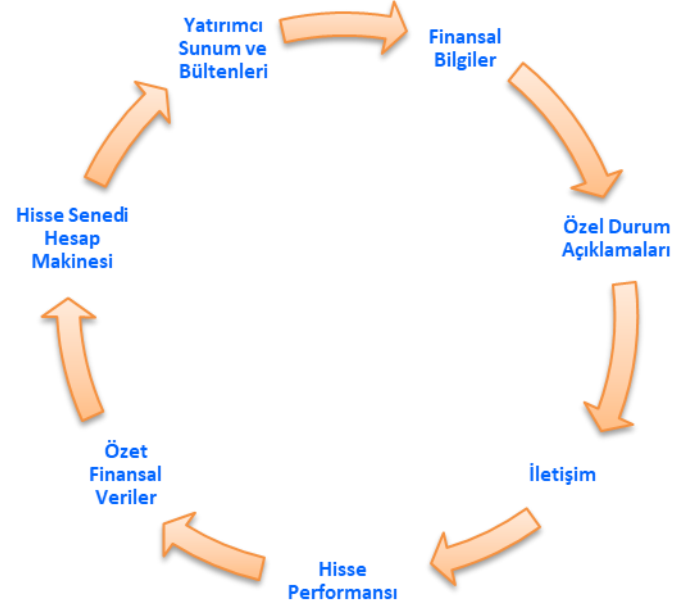 Yatırımcı
Sunum ve
Bültenleri
Finansal
Bilgiler
Özel Durum
Açıklamaları
İletişim
Hisse
Performansı
Özet
Finansal
Veriler
Hisse Senedi
Hesap
Makinesi